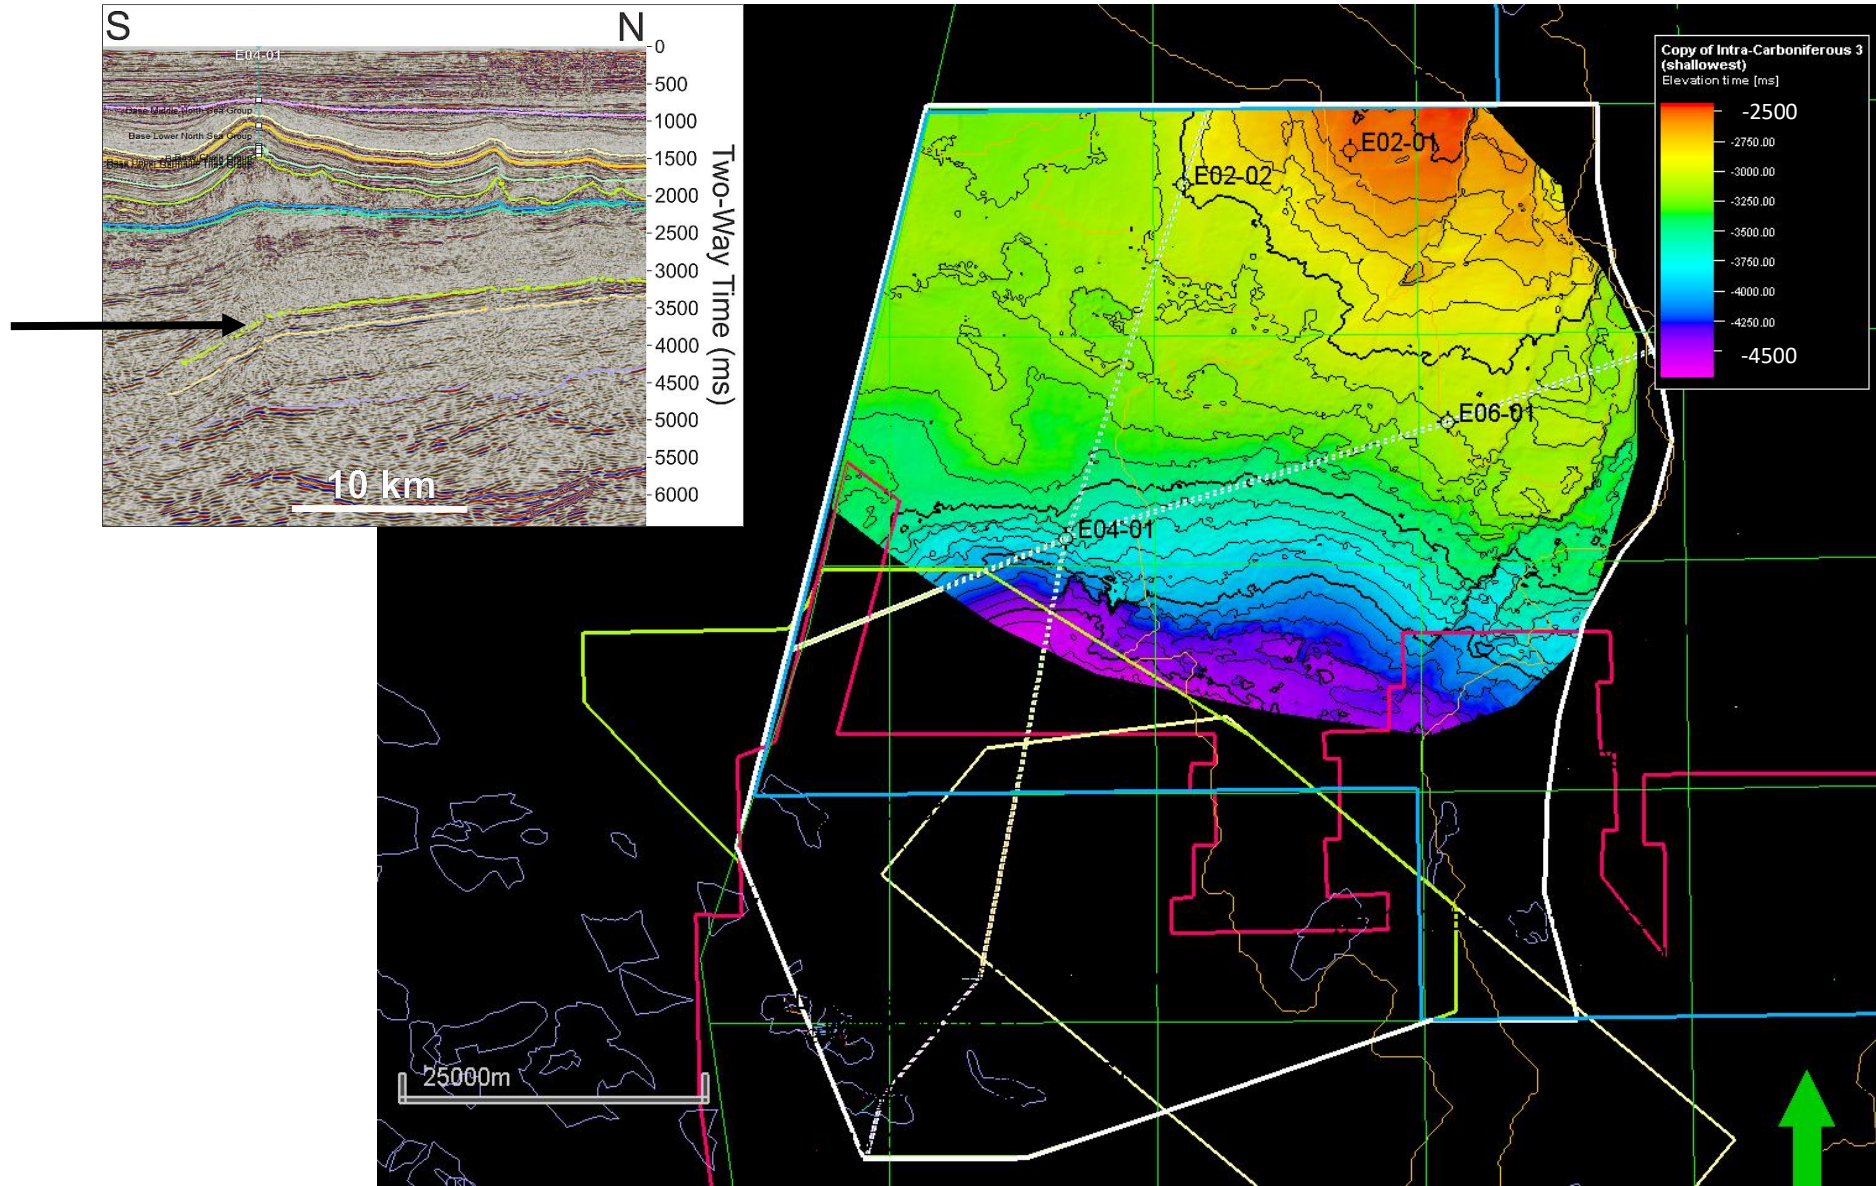 S
N
E04-01
0
500
1000
1500
2000
2500
3000
3500
4000
4500
5000
5500
6000
Two-Way Time (ms)
Base Middle North Sea Group
Base Lower North Sea Group
10 km
Copy of Intra-Carboniferous 3
(shallowest)
Elevation time [ms]
-2500
-2750.00
-3000.00
-3250.00
-3500.00
-3750.00
-4000.00
-4250.00
-4500
E02-01
E02-02
E06-01
E04-01
25000m